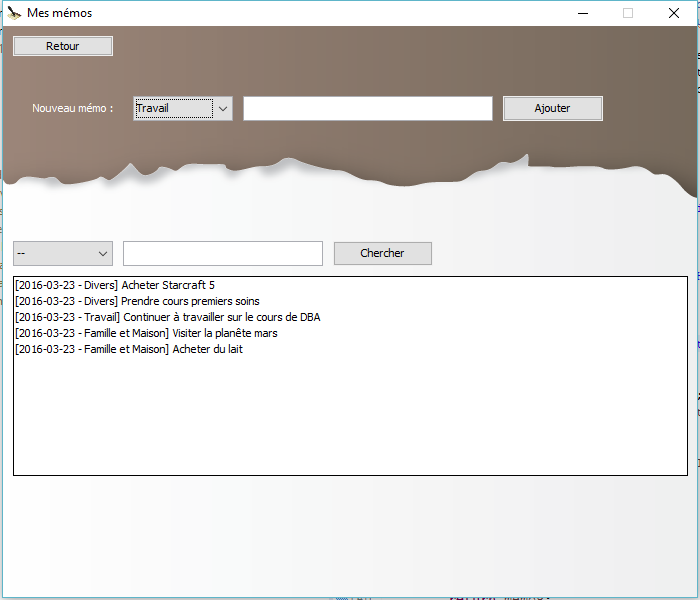 Mes mémos
Retour
Nouveau mémo : Travail Ajouter
-- Chercher
[2016-03-23 - Divers] Acheter Starcraft 5
[2016-03-23 - Divers] Prendre cours premiers soins
[2016-03-23 - Travail] Continuer à travailler sur le cours de DBA
[2016-03-23 - Famille et Maison] Visiter la planête mars
[2016-03-23 - Famille et Maison] Acheter du lait